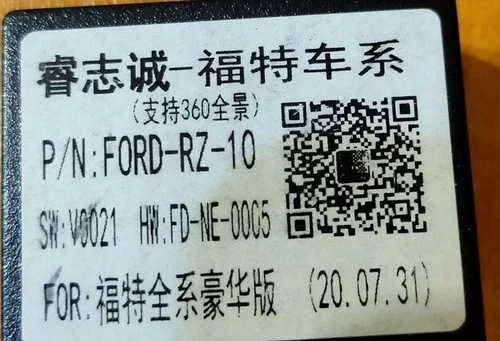 睿志诚-福特车系
(支持360全景)
P/N:FORD-RZ-10
SW:V0021 HW:FD-NE-0005
FOR:福特全系豪华版 (20.07.31)